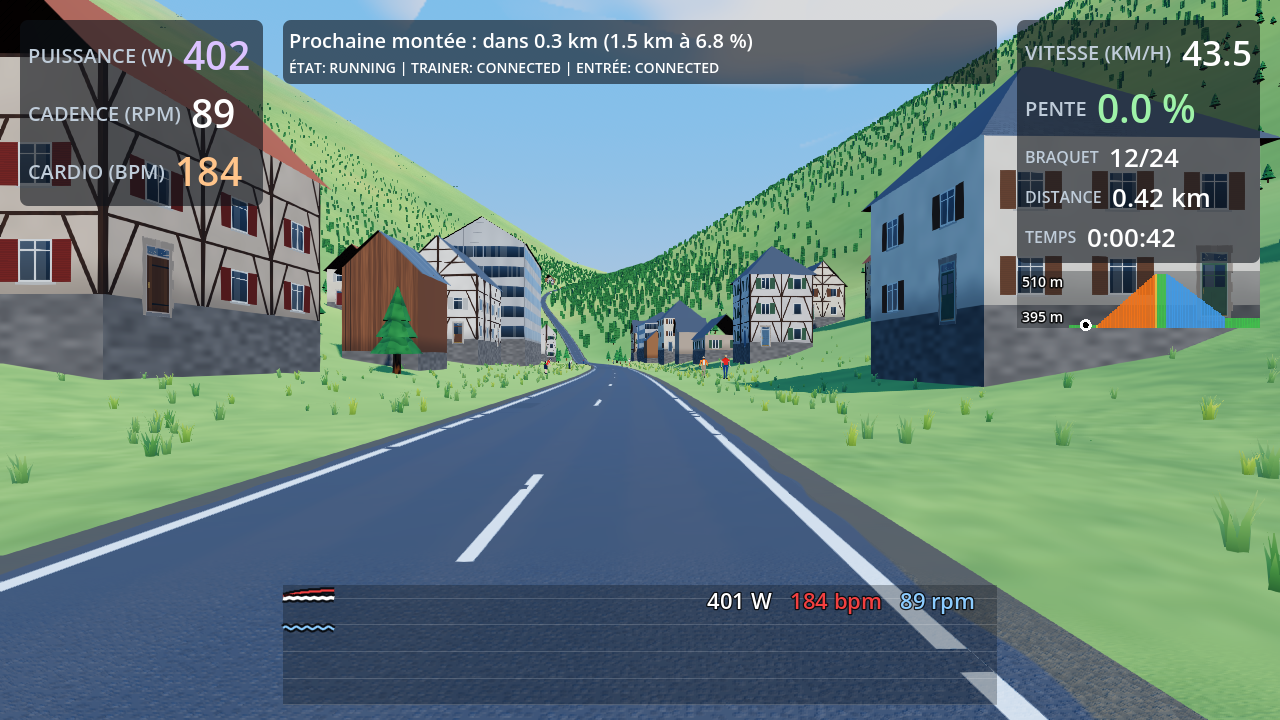 PUISSANCE (W) 402
CADENCE (RPM) 89
CARDIO (BPM) 184
Prochaine montée : dans 0.3 km (1.5 km à 6.8 %)
ÉTAT: RUNNING | TRAINER: CONNECTED | ENTRÉE: CONNECTED
VITESSE (KM/H) 43.5
PENTE 0.0 %
BRAQUET 12/24
DISTANCE 0.42 km
TEMPS 0:00:42
510 m
395 m
401 W 184 bpm 89 rpm